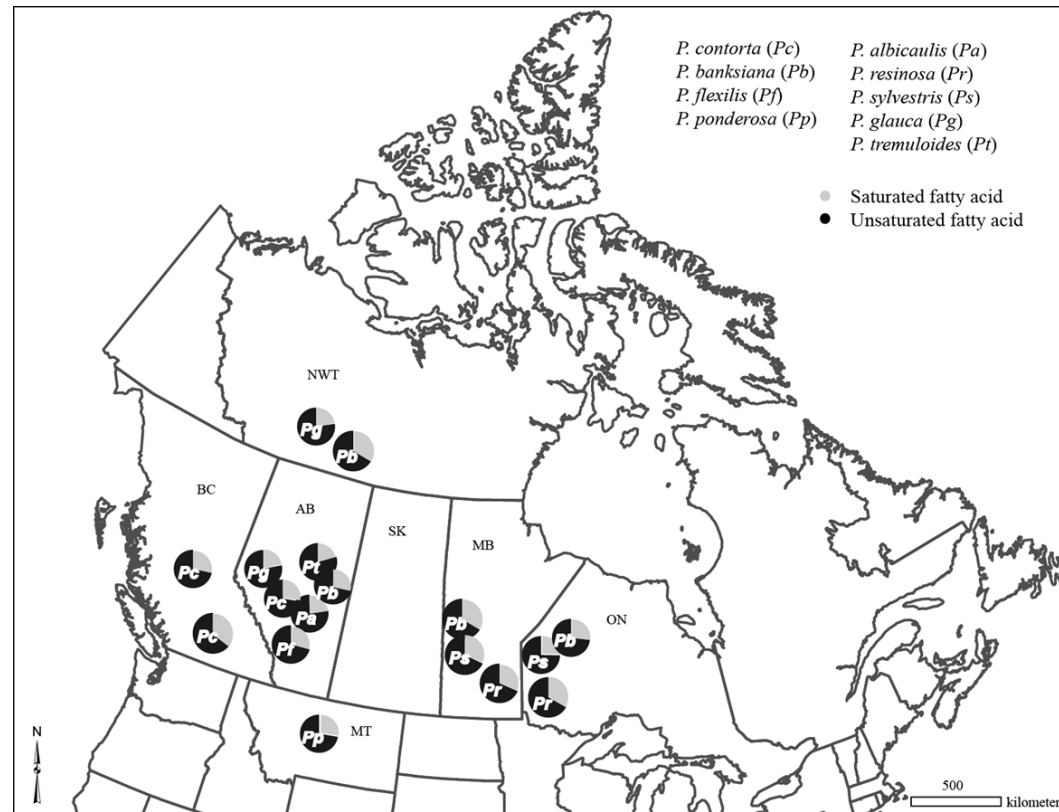 P. contorta (Pc) P. albicaulis (Pa)
P. banksiana (Pb) P. resinosa (Pr)
P. flexilis (Pf) P. sylvestris (Ps)
P. ponderosa (Pp) P. glauca (Pg)
P. tremuloides (Pt)
Saturated fatty acid
Unsaturated fatty acid
NWT
Pg
Pb
BC
AB
SK
MB
Pc
Pg
Pt
Pb
Pc
Pa
Pb
ON
Pb
Pc
Pf
Ps
Ps
Pr
Pr
Pp
MT
N
500
kilometer